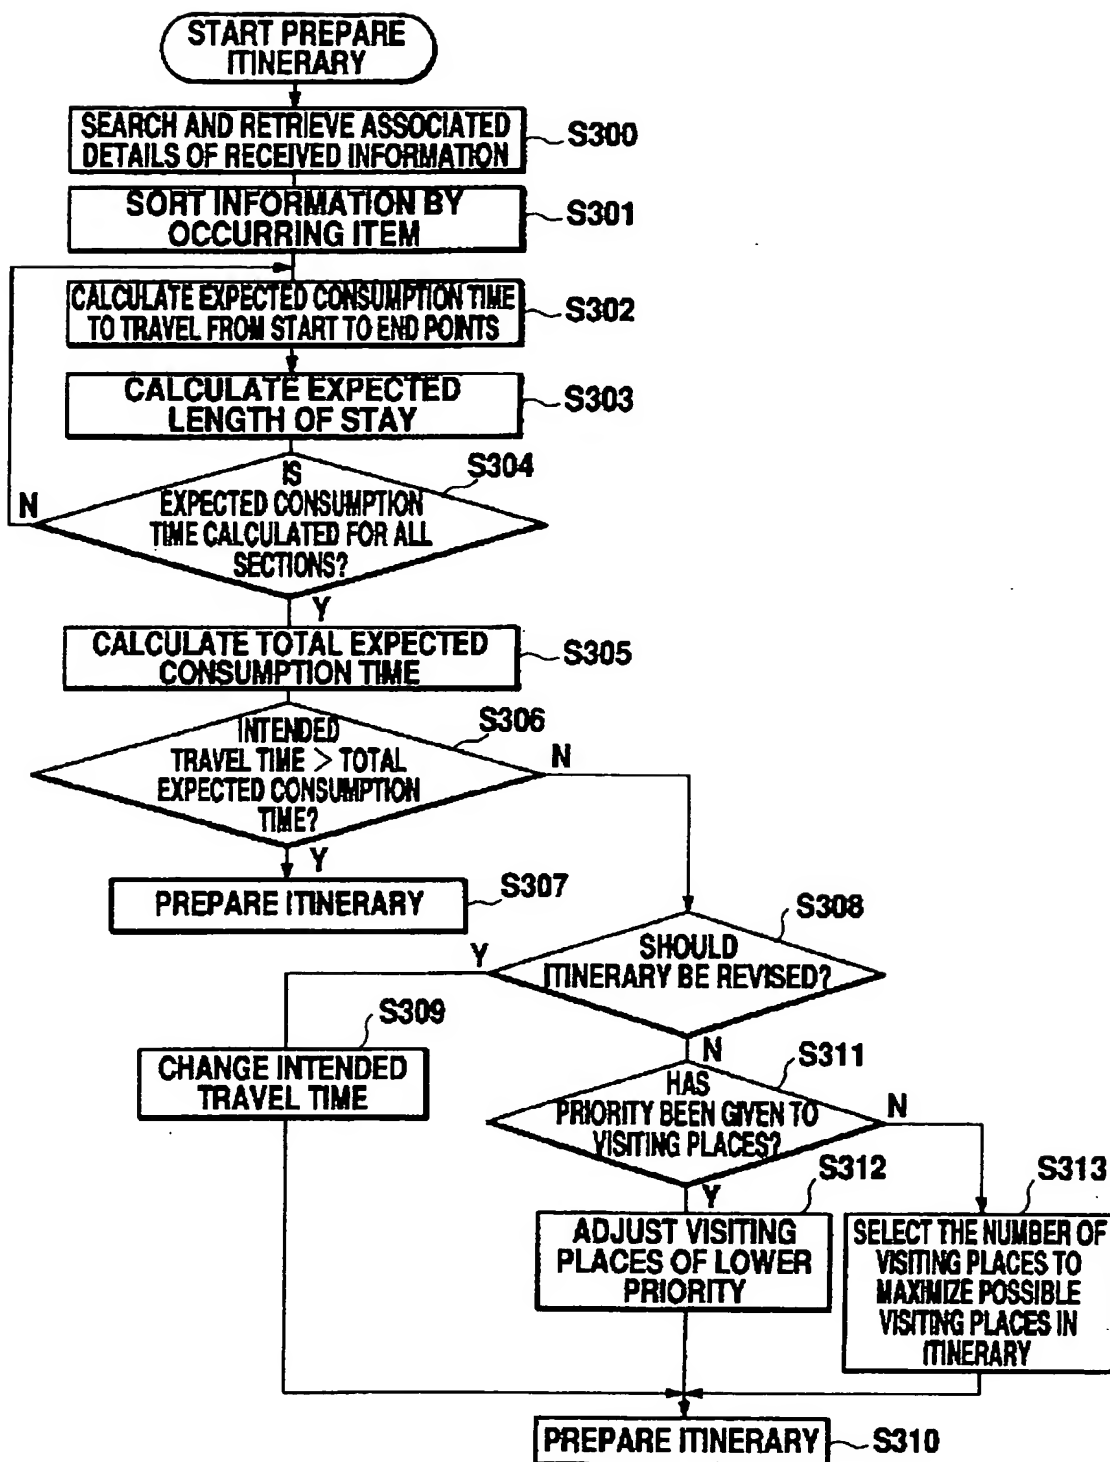 START PREPARE
ITINERARY
SEARCH AND RETRIEVE ASSOCIATED
DETAILS OF RECEIVED INFORMATION
S300
SORT INFORMATION BY
OCCURRING ITEM
S301
CALCULATE EXPECTED CONSUMPTION TIME
TO TRAVEL FROM START TO END POINTS
S302
CALCULATE EXPECTED
LENGTH OF STAY
S303
S304
IS
EXPECTED CONSUMPTION
TIME CALCULATED FOR ALL
SECTIONS?
N
Y
CALCULATE TOTAL EXPECTED
CONSUMPTION TIME
S305
S306
INTENDED
TRAVEL TIME > TOTAL
EXPECTED CONSUMPTION
TIME?
N
Y
PREPARE ITINERARY
S307
S308
SHOULD
ITINERARY BE REVISED?
Y
N
S309
CHANGE INTENDED
TRAVEL TIME
S311
HAS
PRIORITY BEEN GIVEN TO
VISITING PLACES?
N
Y
S312
ADJUST VISITING
PLACES OF LOWER
PRIORITY
S313
SELECT THE NUMBER OF
VISITING PLACES TO
MAXIMIZE POSSIBLE
VISITING PLACES IN
ITINERARY
PREPARE ITINERARY
S310